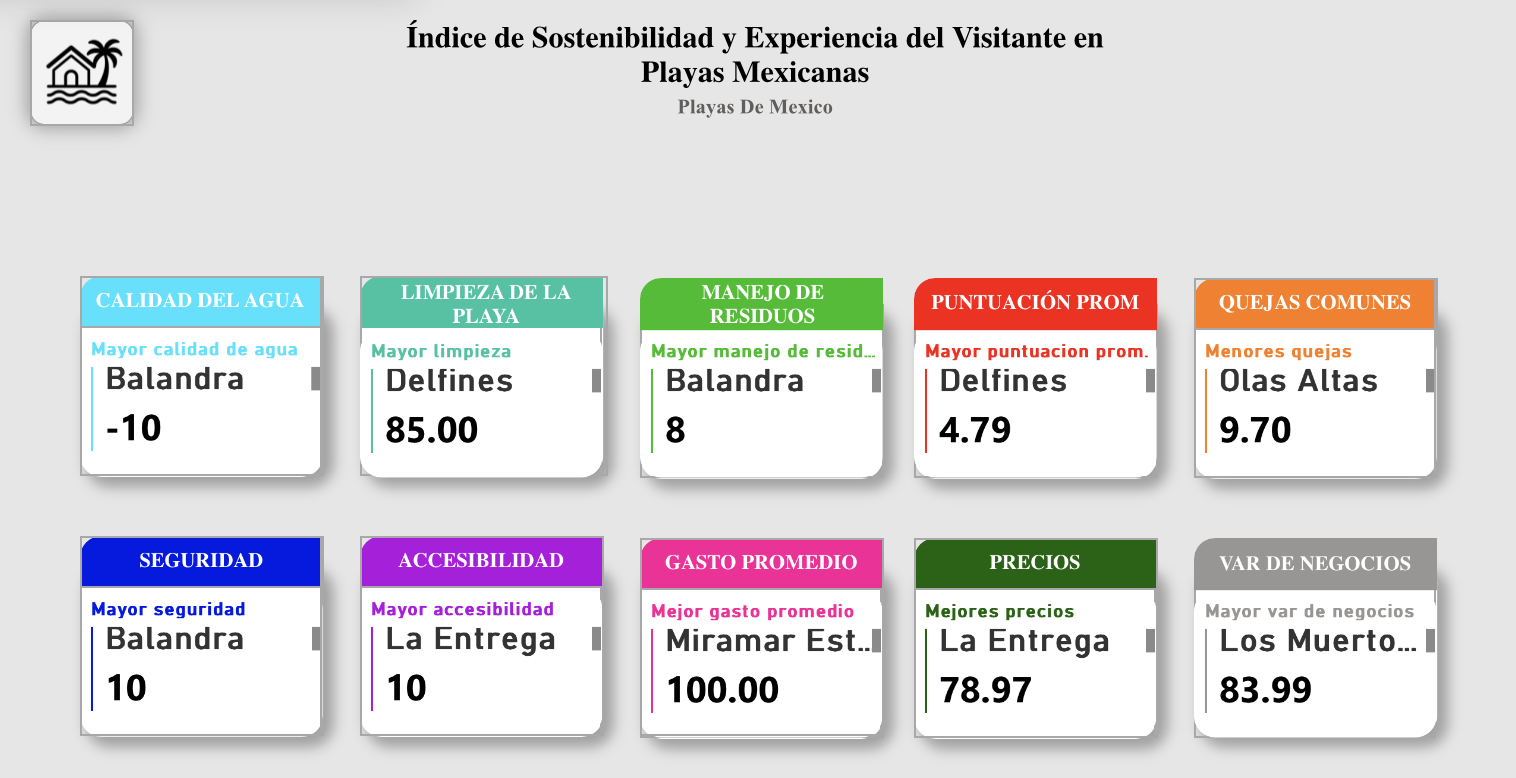 Índice de Sostenibilidad y Experiencia del Visitante en
Playas Mexicanas
Playas De Mexico
CALIDAD DEL AGUA
Mayor calidad de agua
Balandra
-10
LIMPIEZA DE LA
PLAYA
Mayor limpieza
Delfines
85.00
MANEJO DE
RESIDUOS
Mayor manejo de resid...
Balandra
8
PUNTUACIÓN PROM
Mayor puntuacion prom.
Delfines
4.79
QUEJAS COMUNES
Menores quejas
Olas Altas
9.70
SEGURIDAD
Mayor seguridad
Balandra
10
ACCESIBILIDAD
Mayor accesibilidad
La Entrega
10
GASTO PROMEDIO
Mejor gasto promedio
Miramar Est...
100.00
PRECIOS
Mejores precios
La Entrega
78.97
VAR DE NEGOCIOS
Mayor var de negocios
Los Muerto...
83.99